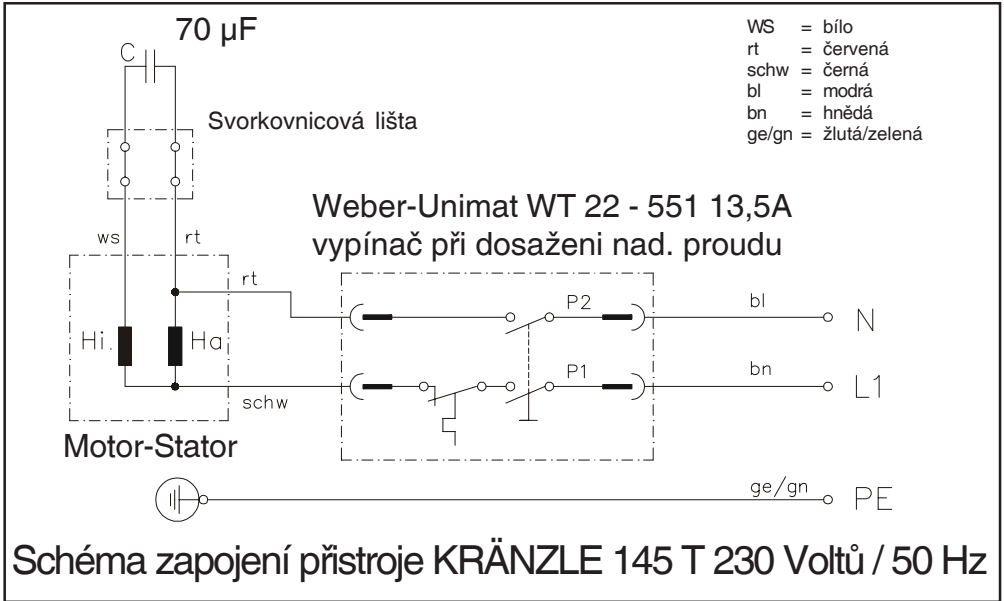 70 µF
C
WS = bílo
rt = červená
schw = černá
bl = modrá
bn = hnědá
ge/gn = žlutá/zelená
Svorkovnicová lišta
Weber-Unimat WT 22 - 551 13,5A
vypínač při dosaženi nad. proudu
ws
rt
rt
P2
bl
N
Hi.
Ha
P1
bn
L1
schw
Motor-Stator
ge/gn
PE
Schéma zapojení přistroje KRÄNZLE 145 T 230 Voltů / 50 Hz